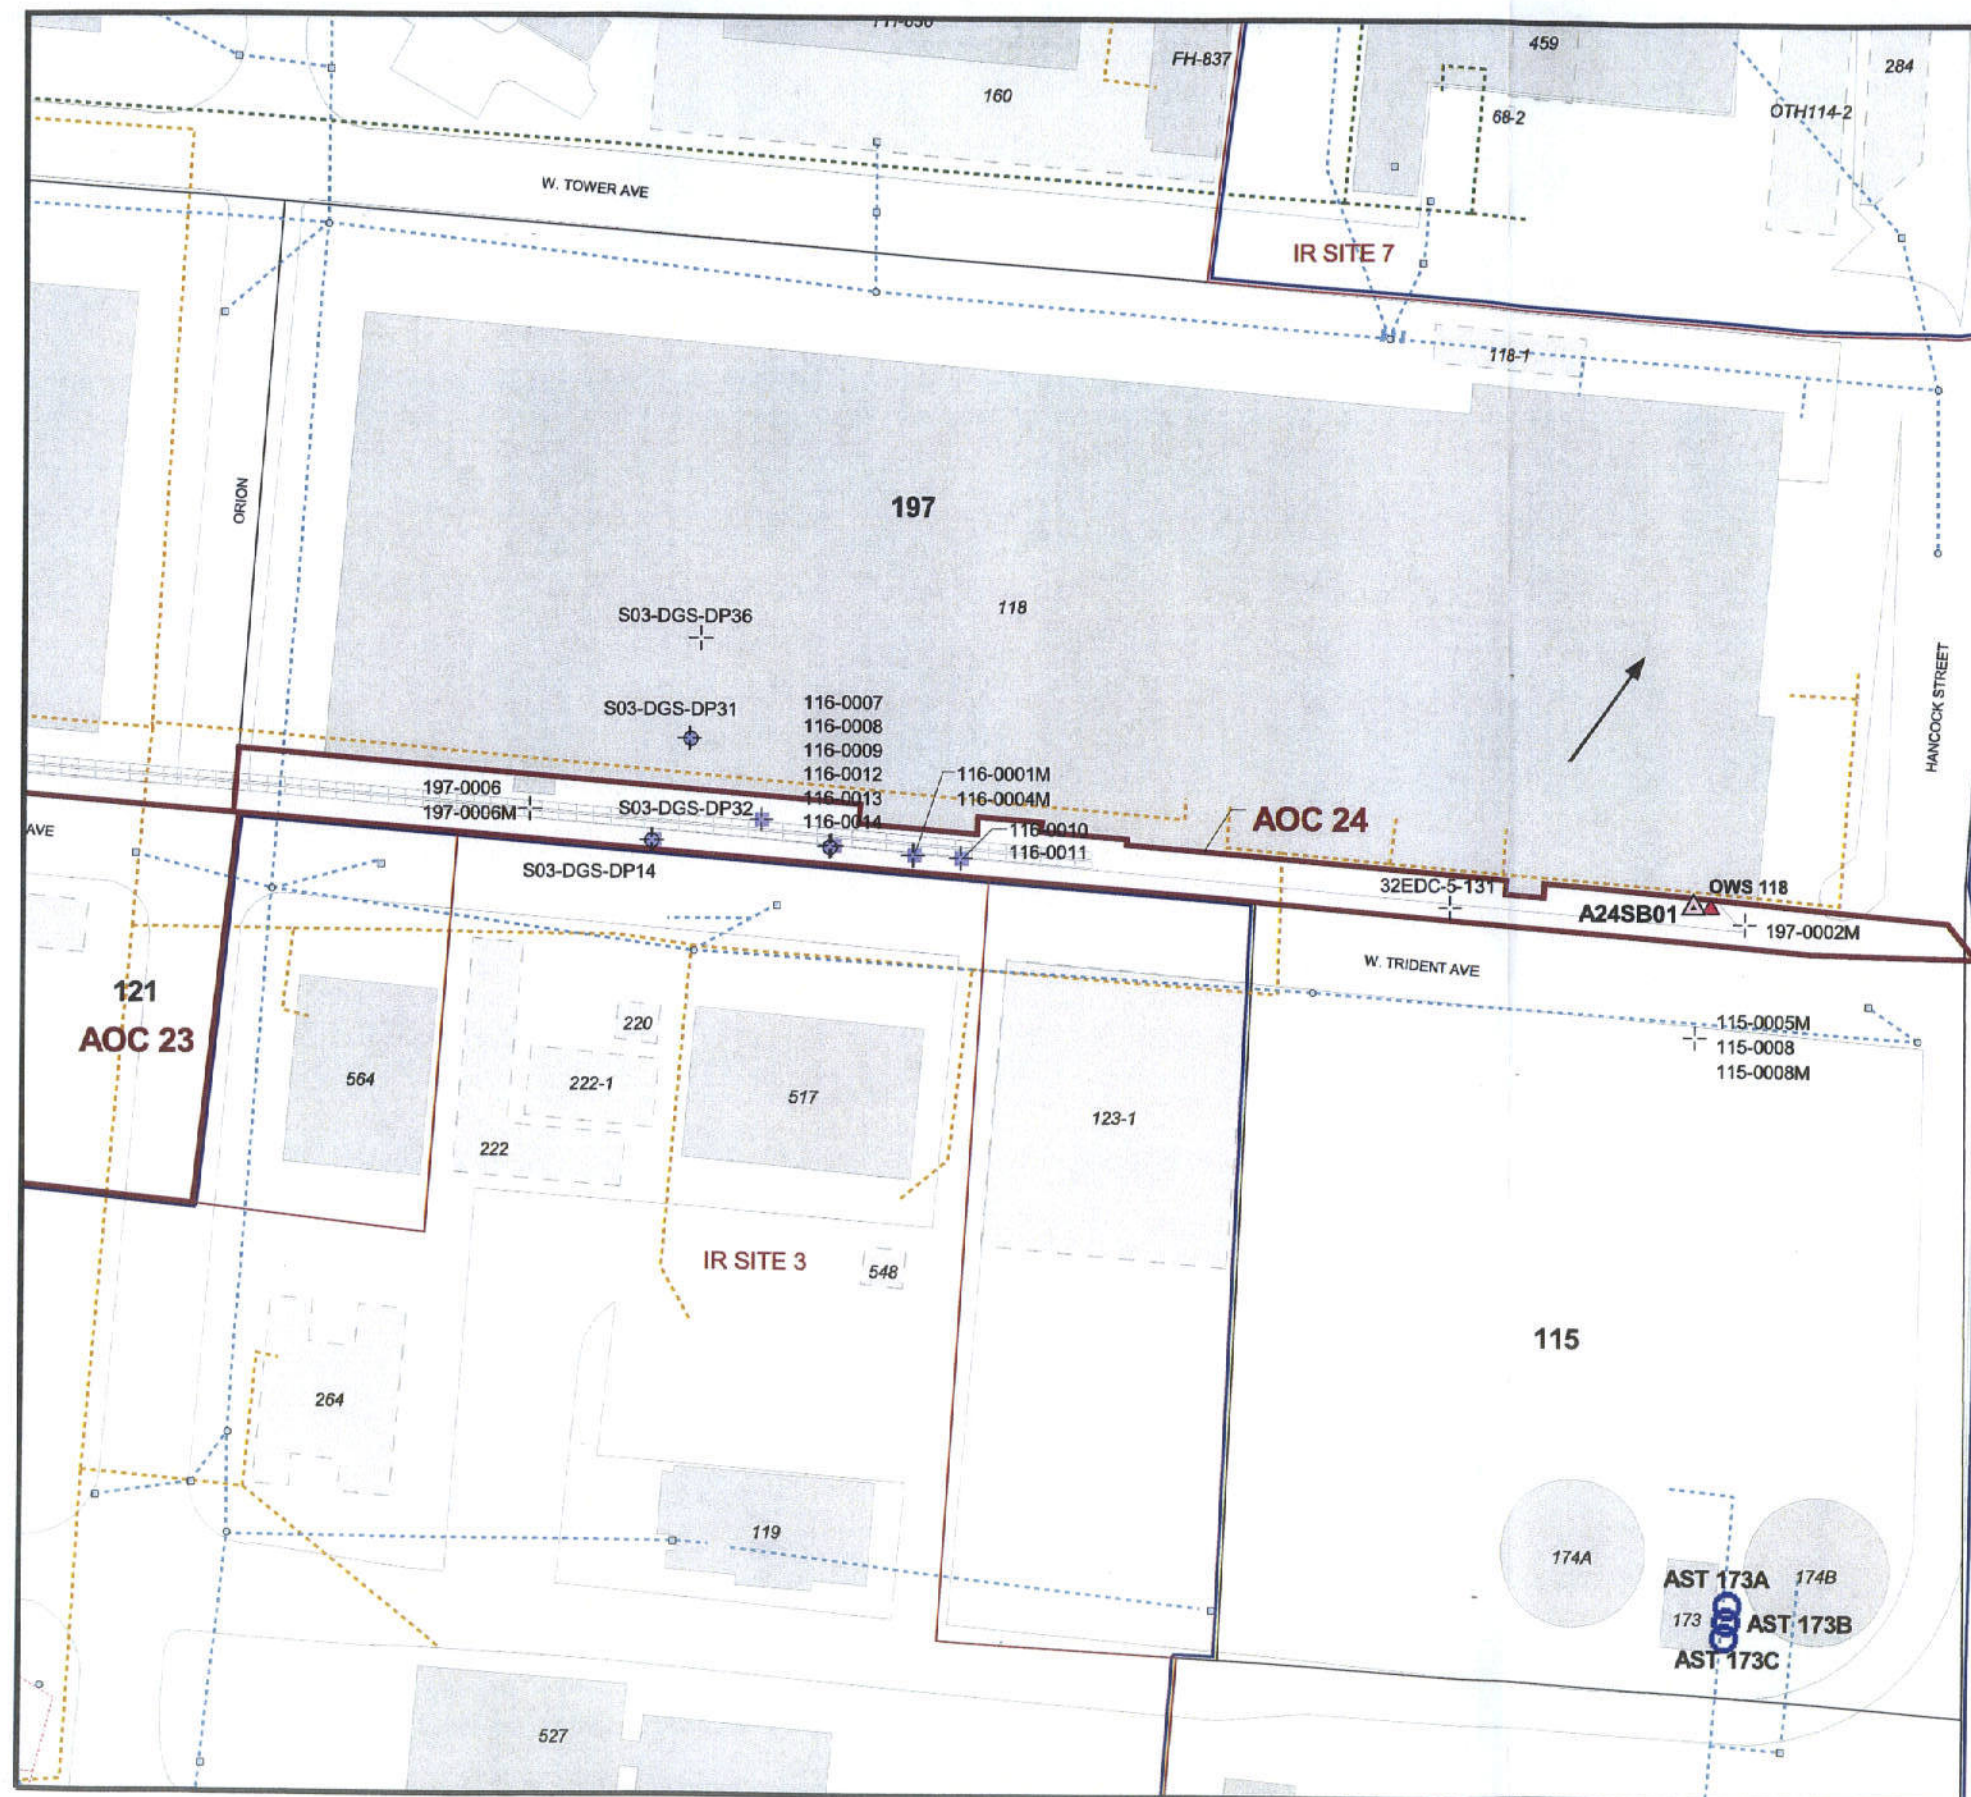 459
FH-837
284
160
68-2
OTH114-2
W. TOWER AVE
IR SITE 7
118-1
ORION
197
118
S03-DGS-DP36
HANCOCK STREET
S03-DGS-DP31
116-0007
116-0008
116-0009
116-0012
116-0013
116-0014
116-0001M
116-0004M
197-0006
197-0006M
S03-DGS-DP32
AOC 24
116-0010
116-0011
AVE
S03-DGS-DP14
32EDC-5-131
OWS 118
A24SB01
197-0002M
W. TRIDENT AVE
121
AOC 23
220
115-0005M
115-0008
115-0008M
564
222-1
517
123-1
222
IR SITE 3
548
115
264
119
174A
AST 173A
174B
173
AST 173B
AST 173C
527